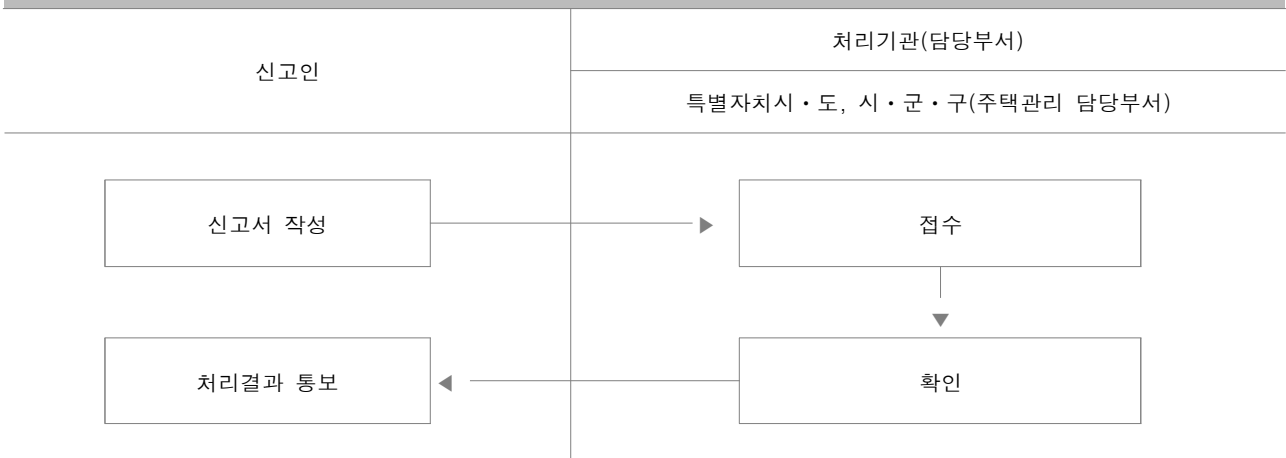 신고인
처리기관(담당부서)
특별자치시・도, 시・군・구(주택관리 담당부서)
신고서 작성
접수
처리결과 통보
확인